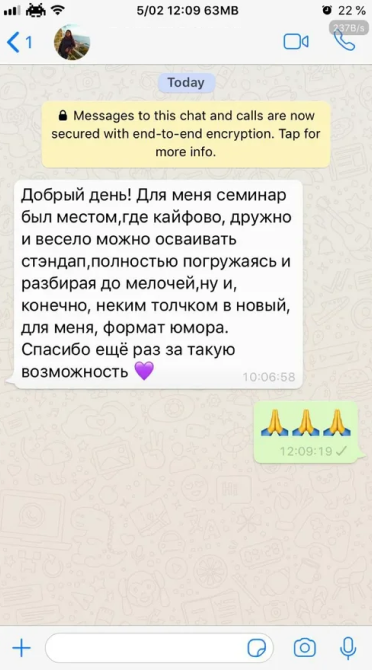 5/02 12:09 63MB
22 %
237B/s
1
Today
Messages to this chat and calls are now
secured with end-to-end encryption. Tap for
more info.
Добрый день! Для меня семинар
был местом,где кайфово, дружно
и весело можно осваивать
стэндап,полностью погружаясь и
разбирая до мелочей,ну и,
конечно, неким толчком в новый,
для меня, формат юмора.
Спасибо ещё раз за такую
возможность 💜
10:06:58
🙏🙏🙏
12:09:19